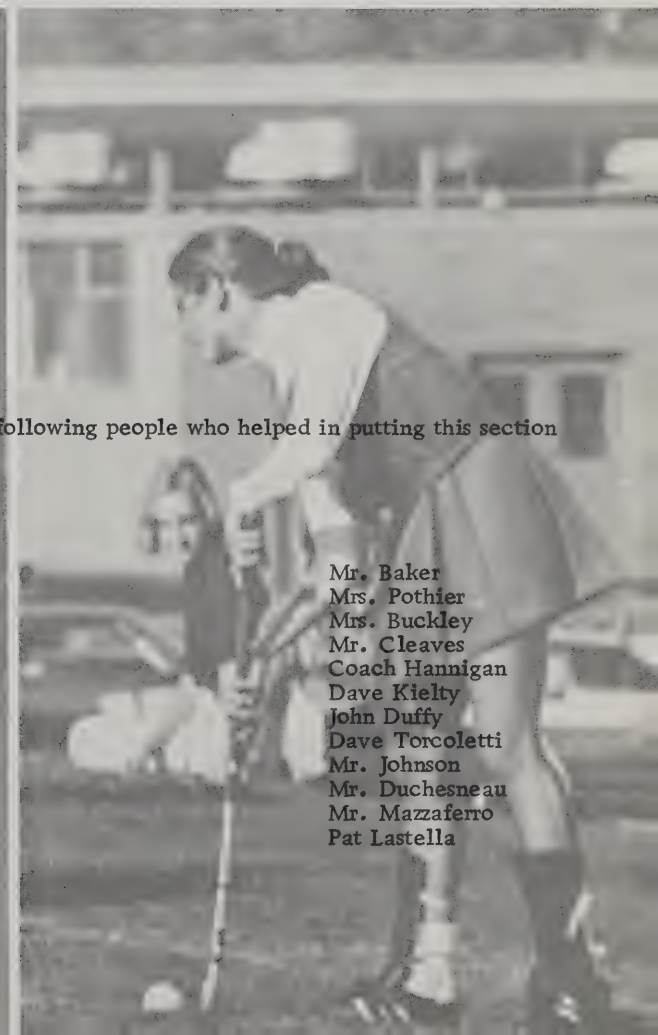 following people who helped in putting this section
Mr. Baker
Mrs. Pothier
Mrs. Buckley
Mr. Cleaves
Coach Hannigan
Dave Kielty
John Duffy
Dave Torcoletti
Mr. Johnson
Mr. Duchesneau
Mr. Mazzaferro
Pat Lastella